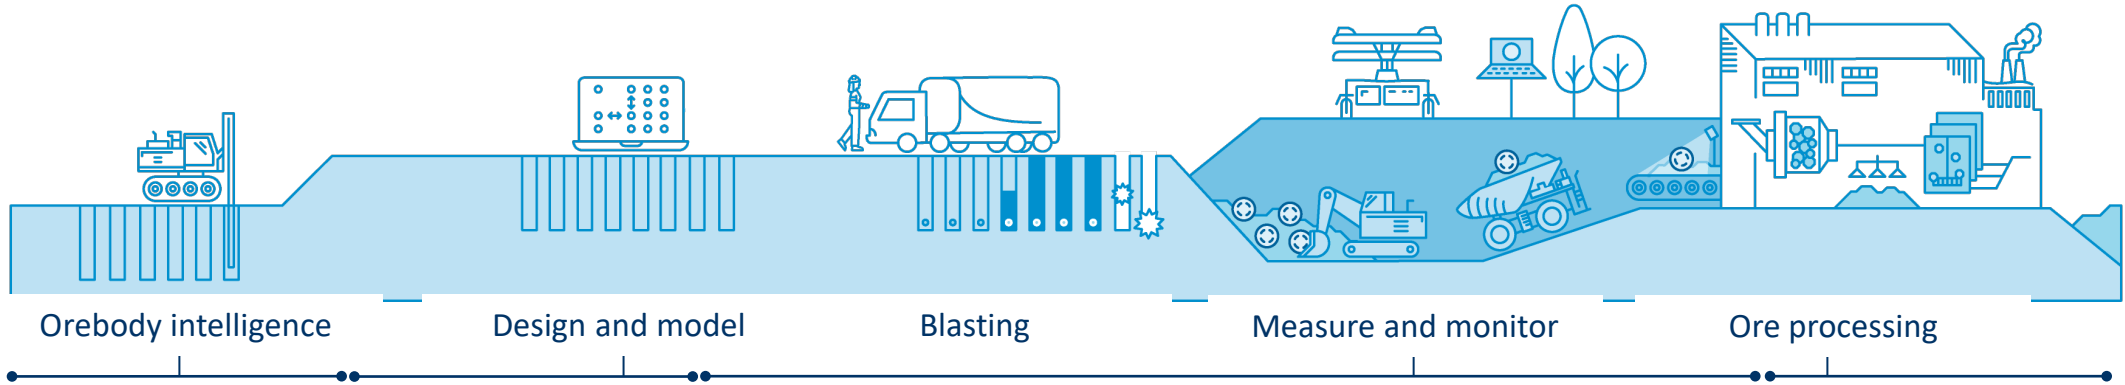 Orebody intelligence
Design and model
Blasting
Measure and monitor
Ore processing